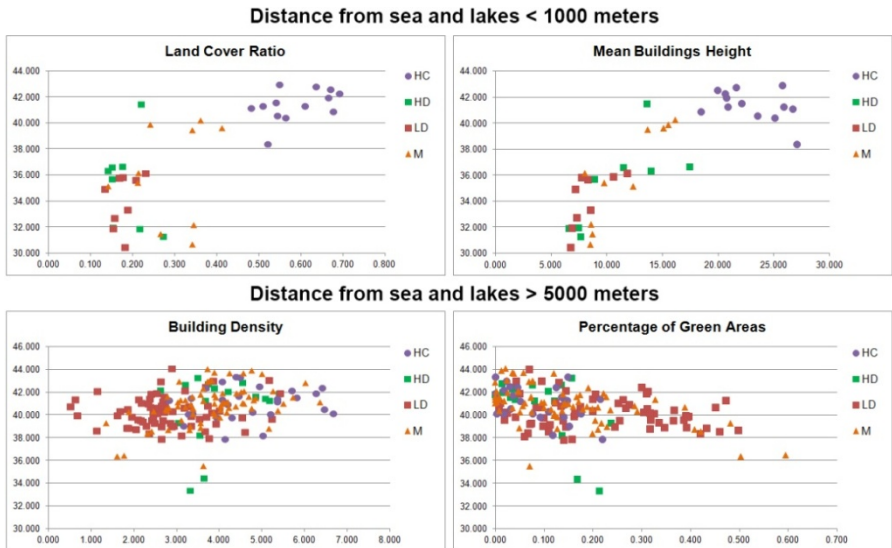 Distance from sea and lakes < 1000 meters
Land Cover Ratio
44.000
42.000
40.000
38.000
36.000
34.000
32.000
30.000
0.000 0.100 0.200 0.300 0.400 0.500 0.600 0.700 0.800
HC
HD
LD
M
Mean Buildings Height
44.000
42.000
40.000
38.000
36.000
34.000
32.000
30.000
0.000 5.000 10.000 15.000 20.000 25.000 30.000
HC
HD
LD
M
Distance from sea and lakes > 5000 meters
Building Density
46.000
44.000
42.000
40.000
38.000
36.000
34.000
32.000
30.000
0.000 1.000 2.000 3.000 4.000 5.000 6.000 7.000 8.000
HC
HD
LD
M
Percentage of Green Areas
46.000
44.000
42.000
40.000
38.000
36.000
34.000
32.000
30.000
0.000 0.100 0.200 0.300 0.400 0.500 0.600 0.700
HC
HD
LD
M